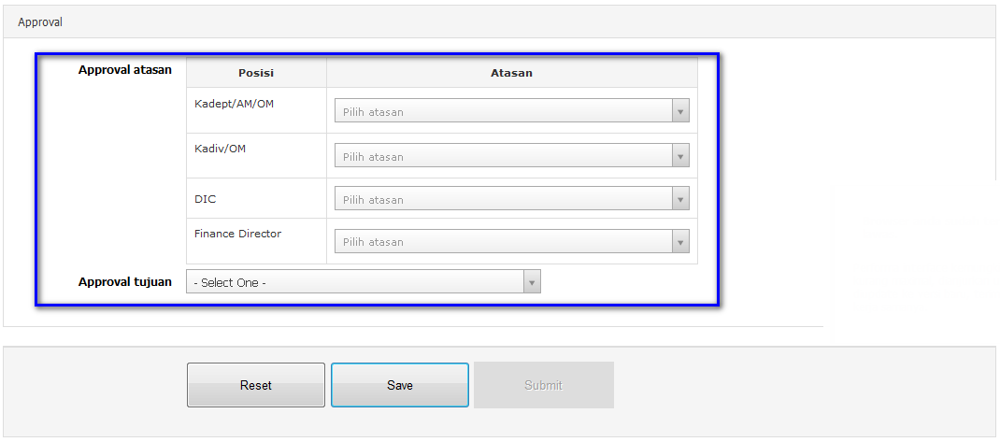 Approval
Approval atasan Posisi Atasan
Kadept/AM/OM Pilih atasan
Kadiv/OM Pilih atasan
DIC Pilih atasan
Finance Director Pilih atasan
Approval tujuan - Select One -
Reset Save Submit